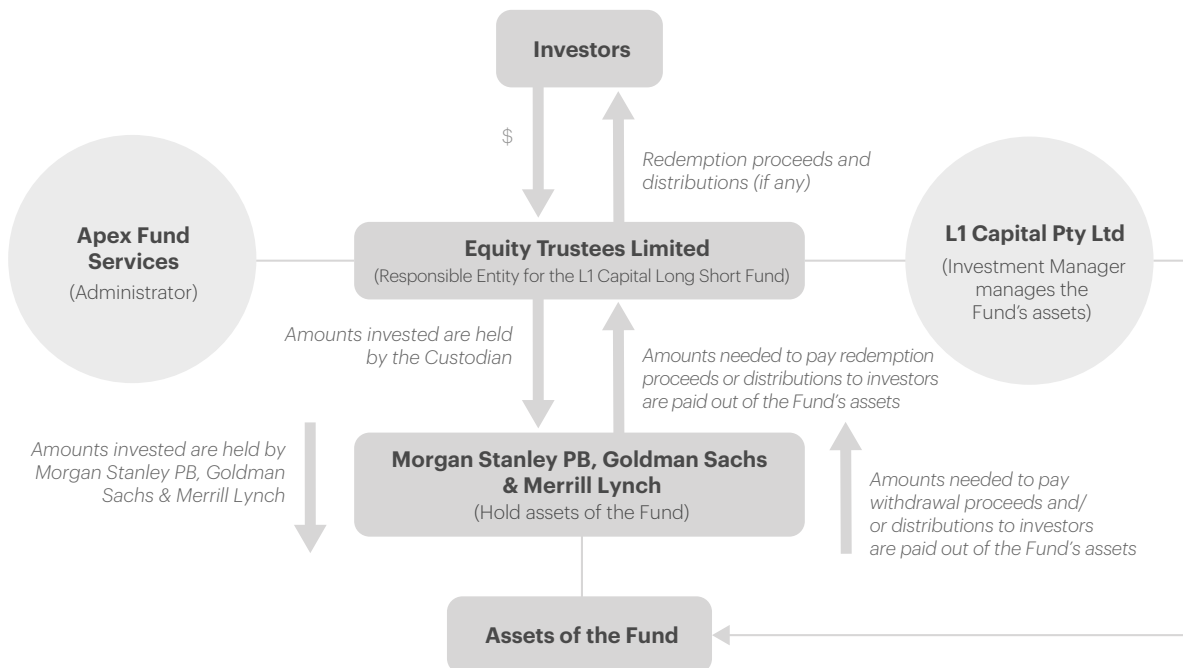 Investors
$
Redemption proceeds and
distributions (if any)
Apex Fund
Services
(Administrator)
Equity Trustees Limited
(Responsible Entity for the L1 Capital Long Short Fund)
L1 Capital Pty Ltd
(Investment Manager
manages the
Fund's assets)
Amounts invested are held
by the Custodian
Amounts needed to pay redemption
proceeds or distributions to investors
are paid out of the Fund's assets
Amounts invested are held by
Morgan Stanley PB, Goldman
Sachs & Merrill Lynch
Morgan Stanley PB, Goldman Sachs
& Merrill Lynch
(Hold assets of the Fund)
Amounts needed to pay
withdrawal proceeds and/
or distributions to investors
are paid out of the Fund's assets
Assets of the Fund